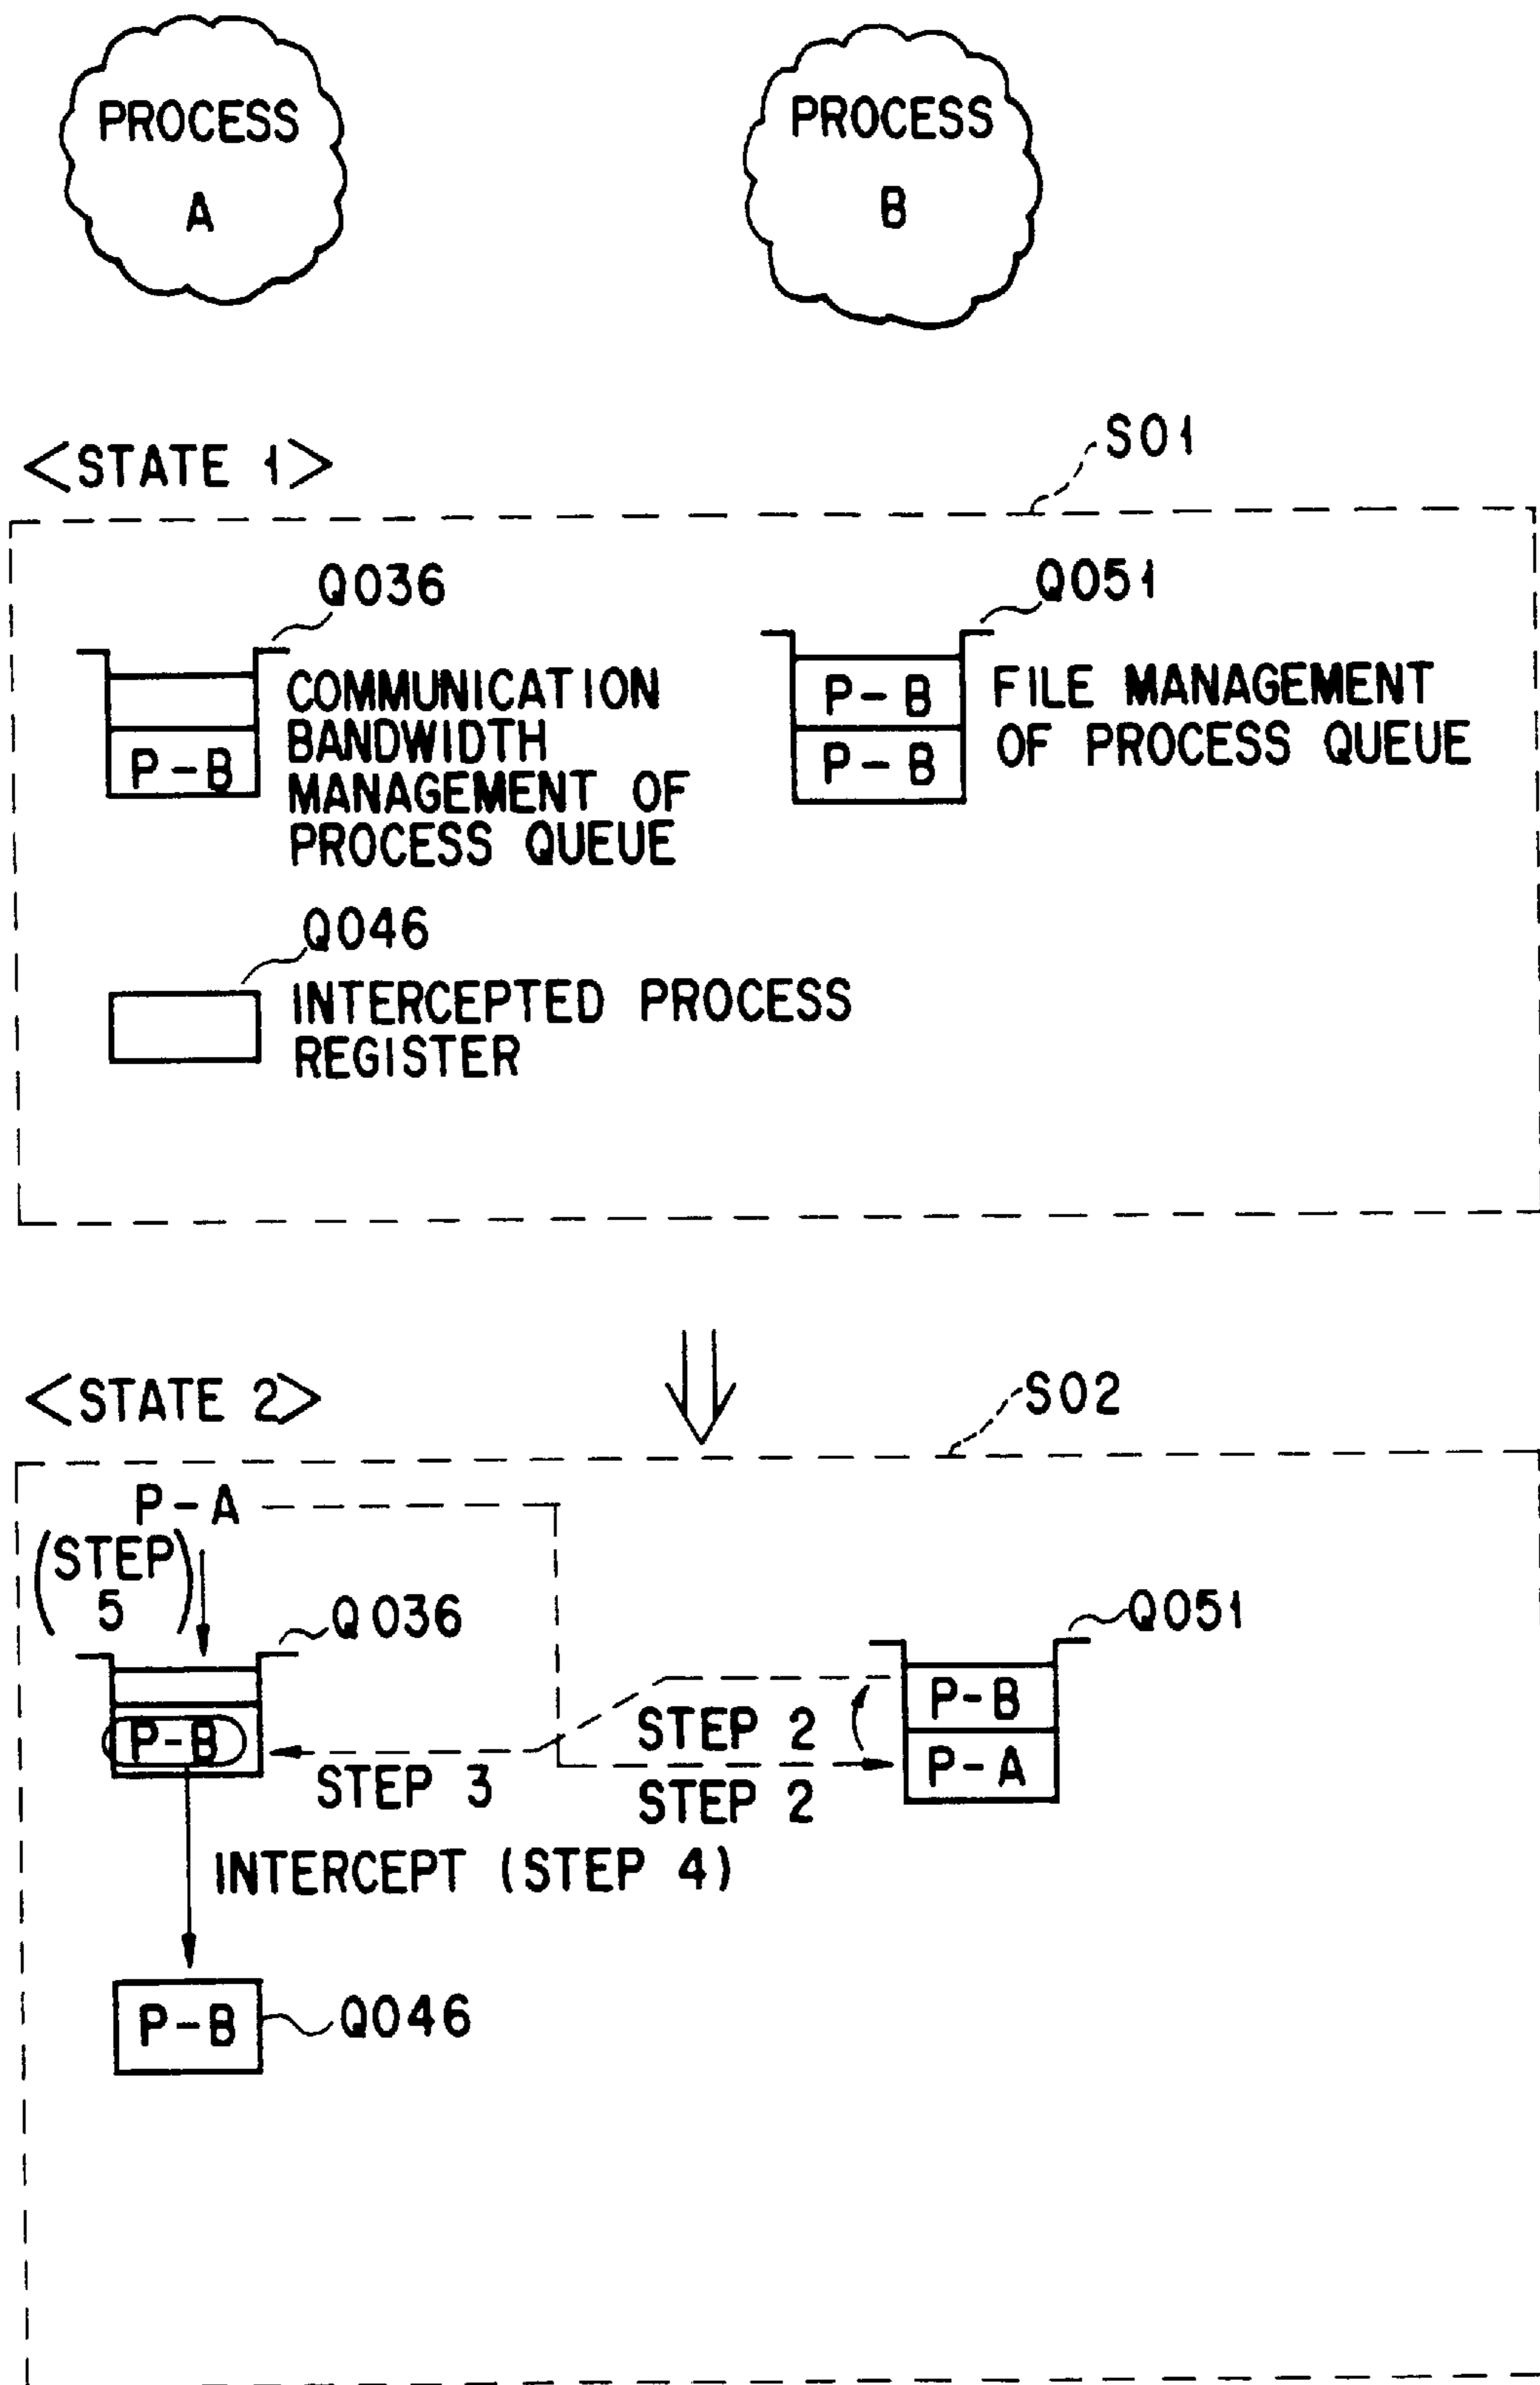 PROCESS
A
PROCESS
B
<STATE 1>
S01
Q036
COMMUNICATION
BANDWIDTH
MANAGEMENT OF
PROCESS QUEUE
P-B
Q051
P-B
P-B
FILE MANAGEMENT
OF PROCESS QUEUE
Q046
INTERCEPTED PROCESS
REGISTER
<STATE 2>
S02
P-A
(STEP
5)
Q036
P-B
STEP 3
STEP 2
STEP 2
Q051
P-B
P-A
INTERCEPT (STEP 4)
P-B
Q046